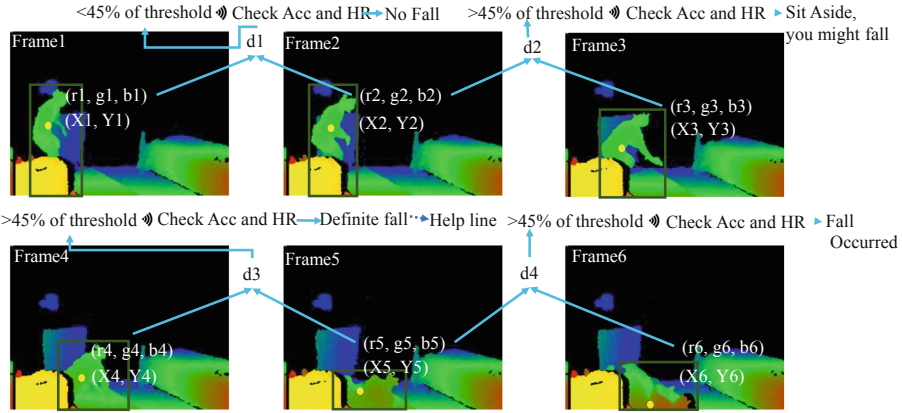 <45% of threshold Check Acc and HR No Fall
>45% of threshold Check Acc and HR Sit Aside,
you might fall
Frame1
d1
Frame2
d2
Frame3
(r1, g1, b1)
(X1, Y1)
(r2, g2, b2)
(X2, Y2)
(r3, g3, b3)
(X3, Y3)
>45% of threshold Check Acc and HR Definite fall Help line
>45% of threshold Check Acc and HR Fall
Occurred
Frame4
d3
Frame5
d4
Frame6
(r4, g4, b4)
(X4, Y4)
(r5, g5, b5)
(X5, Y5)
(r6, g6, b6)
(X6, Y6)